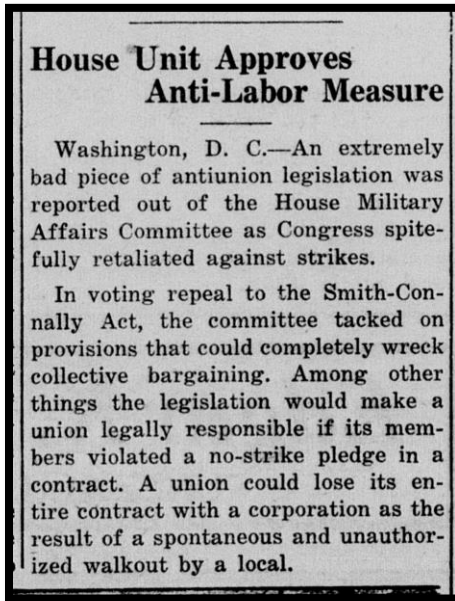 House Unit Approves
Anti-Labor Measure
Washington, D. C.—An extremely
bad piece of antiunion legislation was
reported out of the House Military
Affairs Committee as Congress spite-
fully retaliated against strikes.
In voting repeal to the Smith-Con-
nally Act, the committee tacked on
provisions that could completely wreck
collective bargaining. Among other
things the legislation would make a
union legally responsible if its mem-
bers violated a no-strike pledge in a
contract. A union could lose its en-
tire contract with a corporation as the
result of a spontaneous and unauthor-
ized walkout by a local.